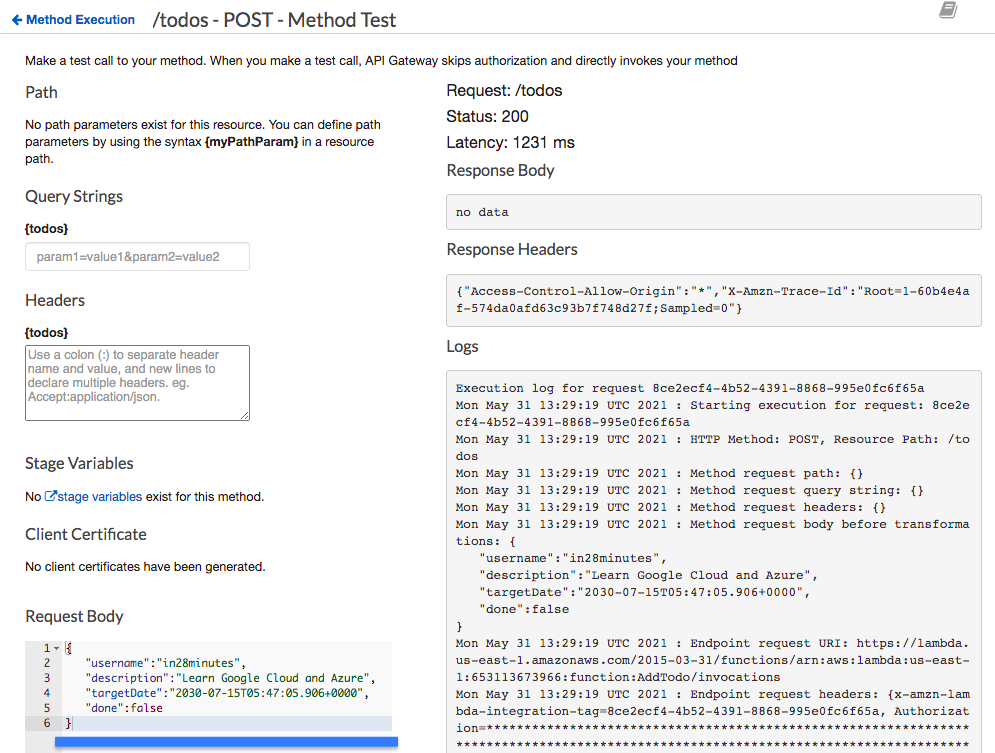 Method Execution /todos - POST - Method Test
Make a test call to your method. When you make a test call, API Gateway skips authorization and directly invokes your method
Path
No path parameters exist for this resource. You can define path
parameters by using the syntax {myPathParam} in a resource
path.
Query Strings
{todos}
param1=value1&param2=value2
Headers
{todos}
Use a colon (:) to separate header
name and value, and new lines to
declare multiple headers. eg.
Accept:application/json.
Stage Variables
No stage variables exist for this method.
Client Certificate
No client certificates have been generated.
Request Body
1 {
2 "username":"in28minutes",
3 "description":"Learn Google Cloud and Azure",
4 "targetDate":"2030-07-15T05:47:05.906+0000",
5 "done":false
6 }
Request: /todos
Status: 200
Latency: 1231 ms
Response Body
no data
Response Headers
{"Access-Control-Allow-Origin":"*","X-Amzn-Trace-Id":"Root=1-60b4e4a
f-574da0afd63c93b7f748d27f;Sampled=0"}
Logs
Execution log for request 8ce2ecf4-4b52-4391-8868-995e0fc6f65a
Mon May 31 13:29:19 UTC 2021 : Starting execution for request: 8ce2e
cf4-4b52-4391-8868-995e0fc6f65a
Mon May 31 13:29:19 UTC 2021 : HTTP Method: POST, Resource Path: /to
dos
Mon May 31 13:29:19 UTC 2021 : Method request path: {}
Mon May 31 13:29:19 UTC 2021 : Method request query string: {}
Mon May 31 13:29:19 UTC 2021 : Method request headers: {}
Mon May 31 13:29:19 UTC 2021 : Method request body before transforma
tions: {
"username":"in28minutes",
"description":"Learn Google Cloud and Azure",
"targetDate":"2030-07-15T05:47:05.906+0000",
"done":false
}
Mon May 31 13:29:19 UTC 2021 : Endpoint request URI: https://lambda.
us-east-1.amazonaws.com/2015-03-31/functions/arn:aws:lambda:us-east-
1:653113673966:function:AddTodo/invocations
Mon May 31 13:29:19 UTC 2021 : Endpoint request headers: {x-amzn-lam
bda-integration-tag=8ce2ecf4-4b52-4391-8868-995e0fc6f65a, Authorizat
ion=****************************************************************
********************************************************************